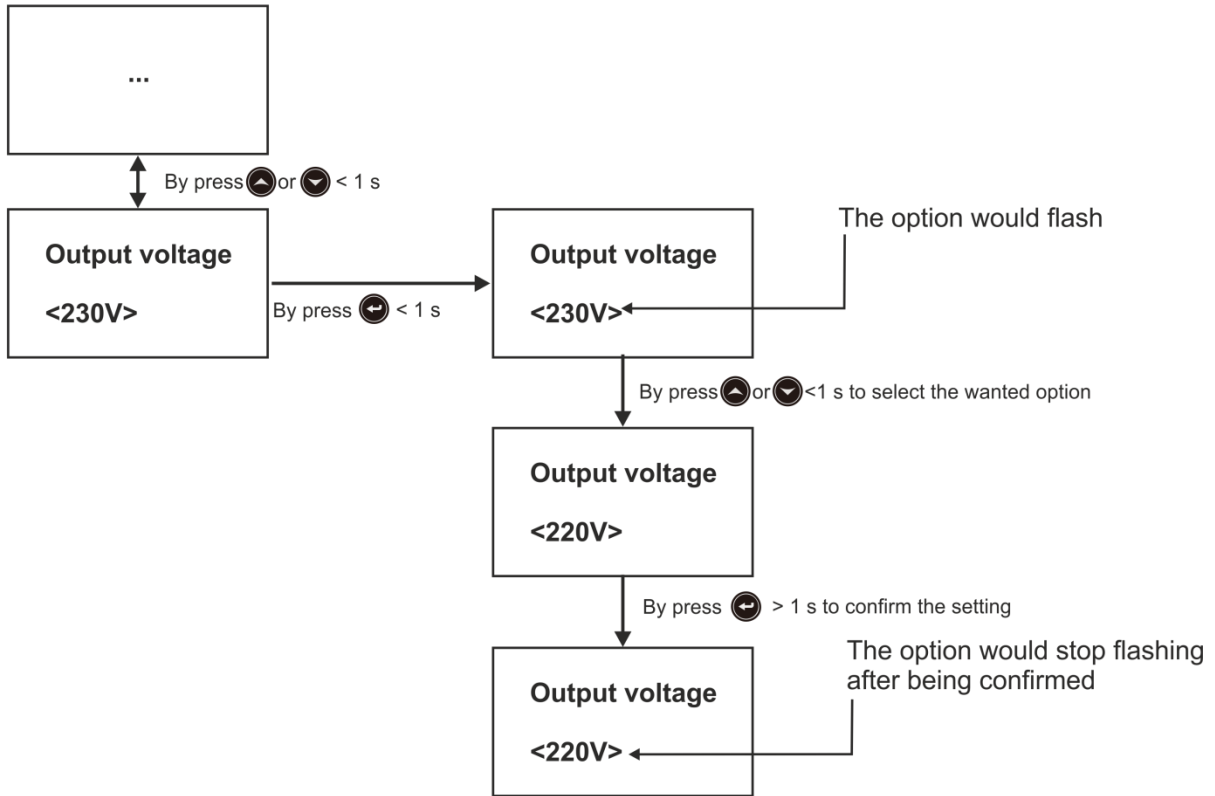 ...
By press or < 1 s
Output voltage
<230V>
By press < 1 s
Output voltage
<230V>
The option would flash
By press or <1 s to select the wanted option
Output voltage
<220V>
By press > 1 s to confirm the setting
Output voltage
<220V>
The option would stop flashing
after being confirmed